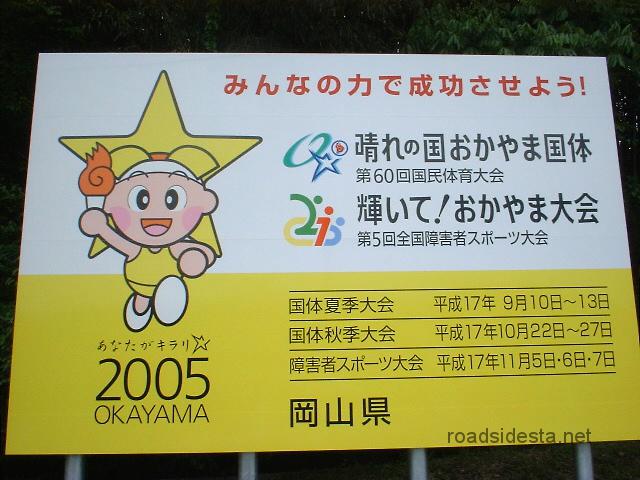 みんなの力で成功させよう!
晴れの国おかやま国体
第60回国民体育大会
輝いて!おかやま大会
第5回全国障害者スポーツ大会
国体夏季大会 平成17年 9月10日～13日
国体秋季大会 平成17年10月22日～27日
障害者スポーツ大会 平成17年11月5日・6日・7日
あなたがキラリ☆
2005
OKAYAMA
岡山県
roadsidesta.net